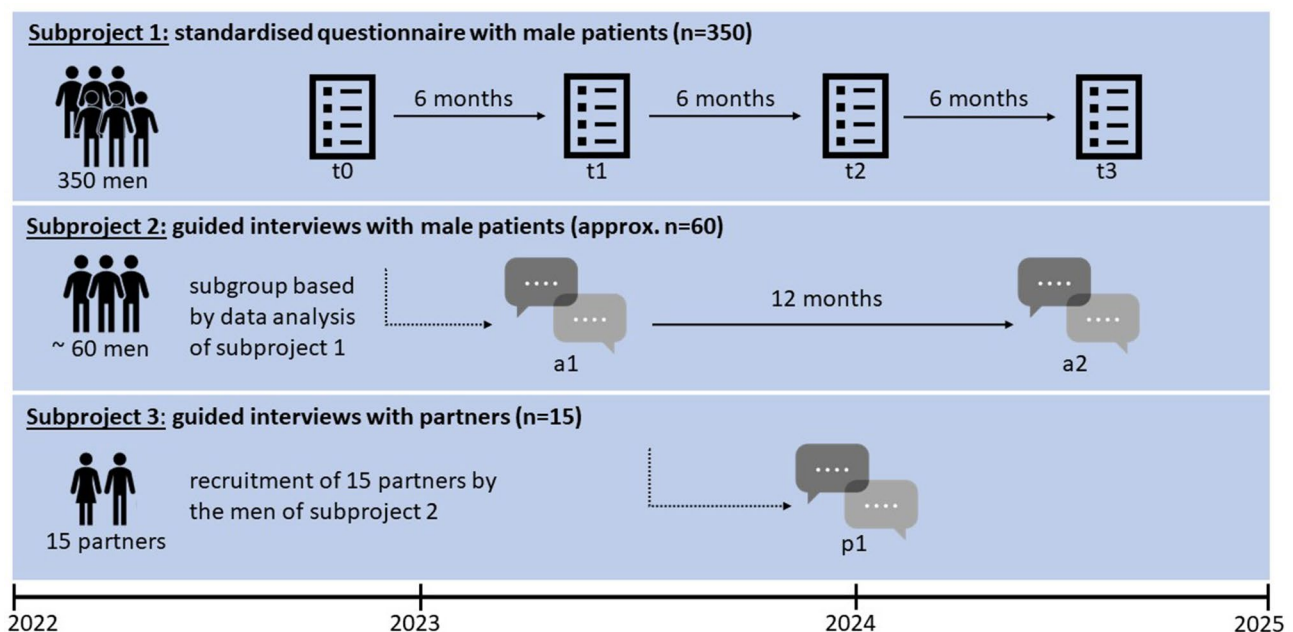 Subproject 1: standardised questionnaire with male patients (n=350)
6 months
6 months
6 months
350 men
t0
t1
t2
t3
Subproject 2: guided interviews with male patients (approx. n=60)
subgroup based
by data analysis
of subproject 1
12 months
~ 60 men
a1
a2
Subproject 3: guided interviews with partners (n=15)
recruitment of 15 partners by
the men of subproject 2
15 partners
p1
2022
2023
2024
2025